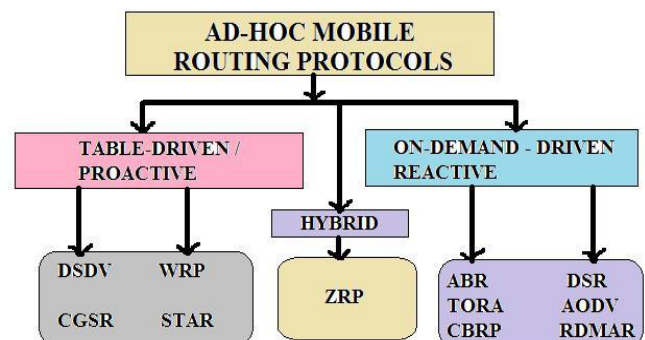 AD-HOC MOBILE
ROUTING PROTOCOLS
TABLE-DRIVEN /
PROACTIVE
ON-DEMAND - DRIVEN
REACTIVE
HYBRID
DSDV WRP
CGSR STAR
ZRP
ABR DSR
TORA AODV
CBRP RDMAR